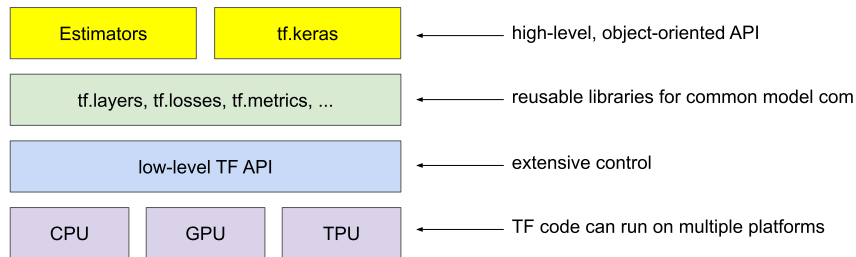 Estimators tf.keras high-level, object-oriented API
tf.layers, tf.losses, tf.metrics, ... reusable libraries for common model com
low-level TF API extensive control
CPU GPU TPU TF code can run on multiple platforms